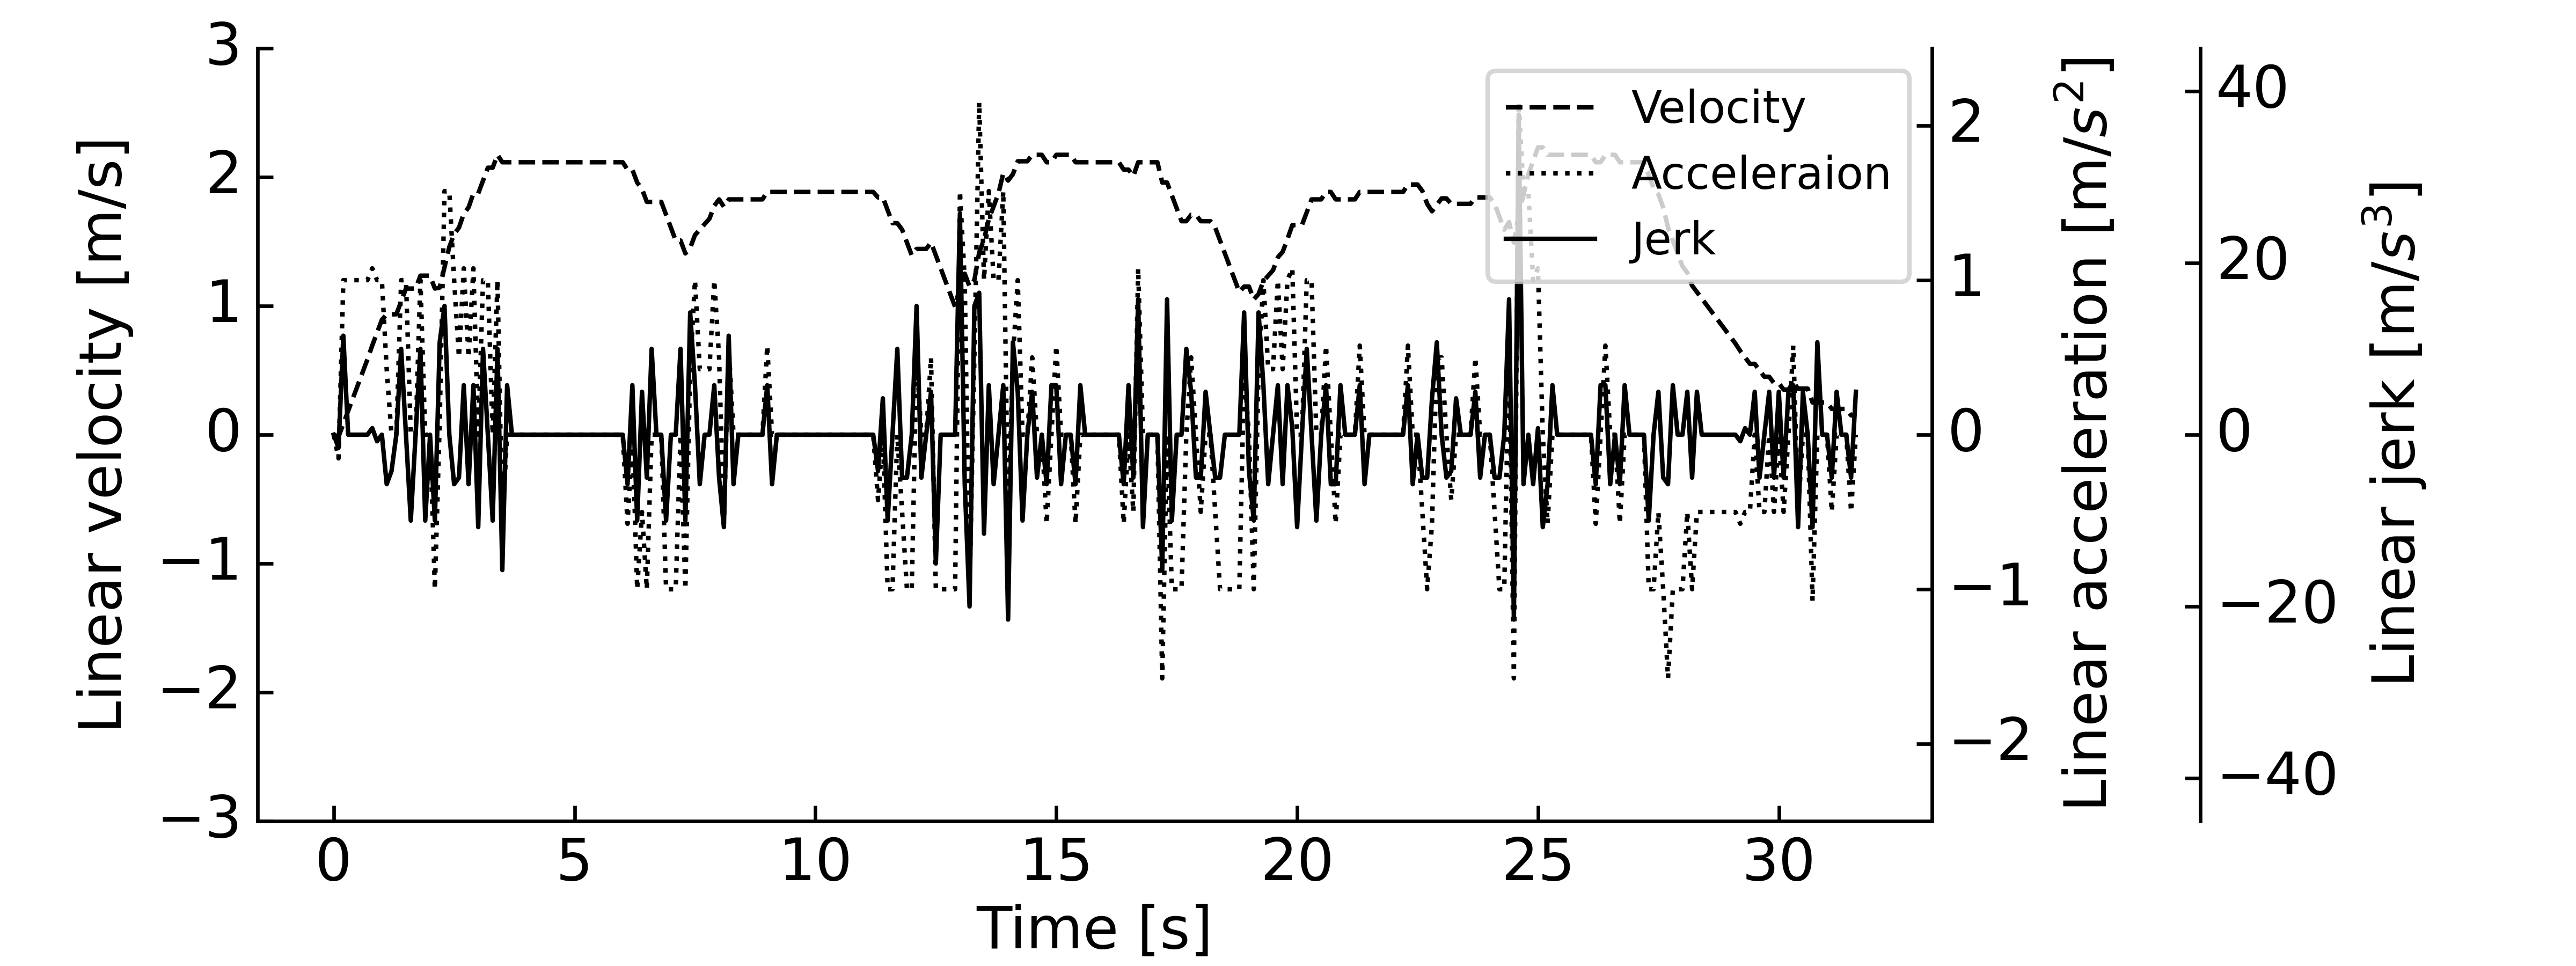 3
2
1
0
−1
−2
−3
Linear velocity [m/s]
0 5 10 15 20 25 30
Time [s]
Velocity
Acceleraion
Jerk
2
1
0
−1
−2
Linear acceleration [m/s²]
40
20
0
−20
−40
Linear jerk [m/s³]